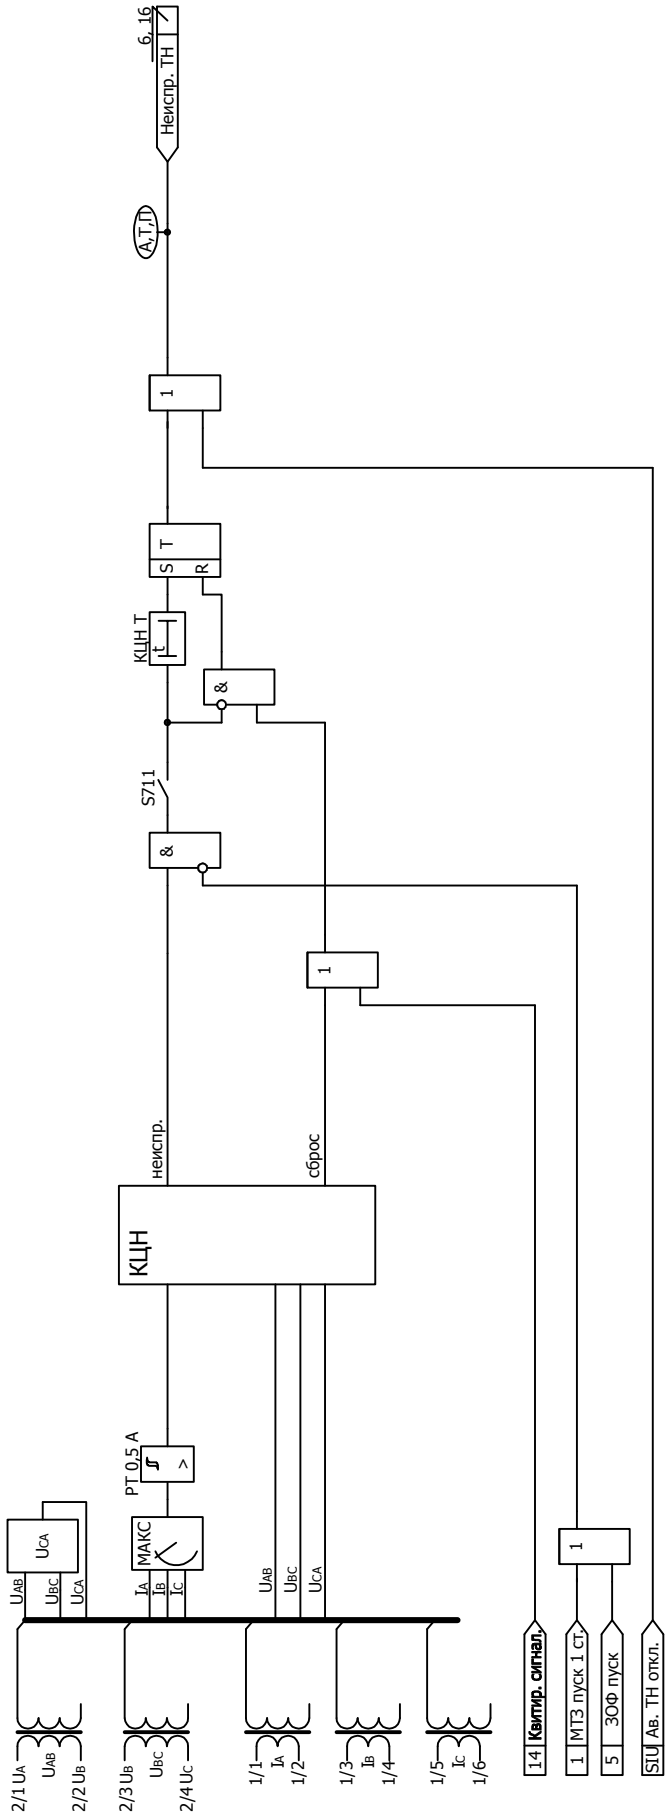 2/1 UA
UAB
2/2 UB
2/3 UB
UBC
2/4 UC
1/1
IA
1/2
1/3
IB
1/4
1/5
IC
1/6
14 Квитир. сигнал.
1 МТЗ пуск 1 ст.
5 ЗОФ пуск
SIU Ав. ТН откл.
UAB
UBC
UCA
UCA
IA
IB
IC
МАКС
РТ 0,5 А
>
UAB
UBC
UCA
1
КЦН
неиспр.
сброс
1
&
S711
&
КЦН Т
t
S
R
T
1
А,Т,П
Неиспр. ТН
6, 16